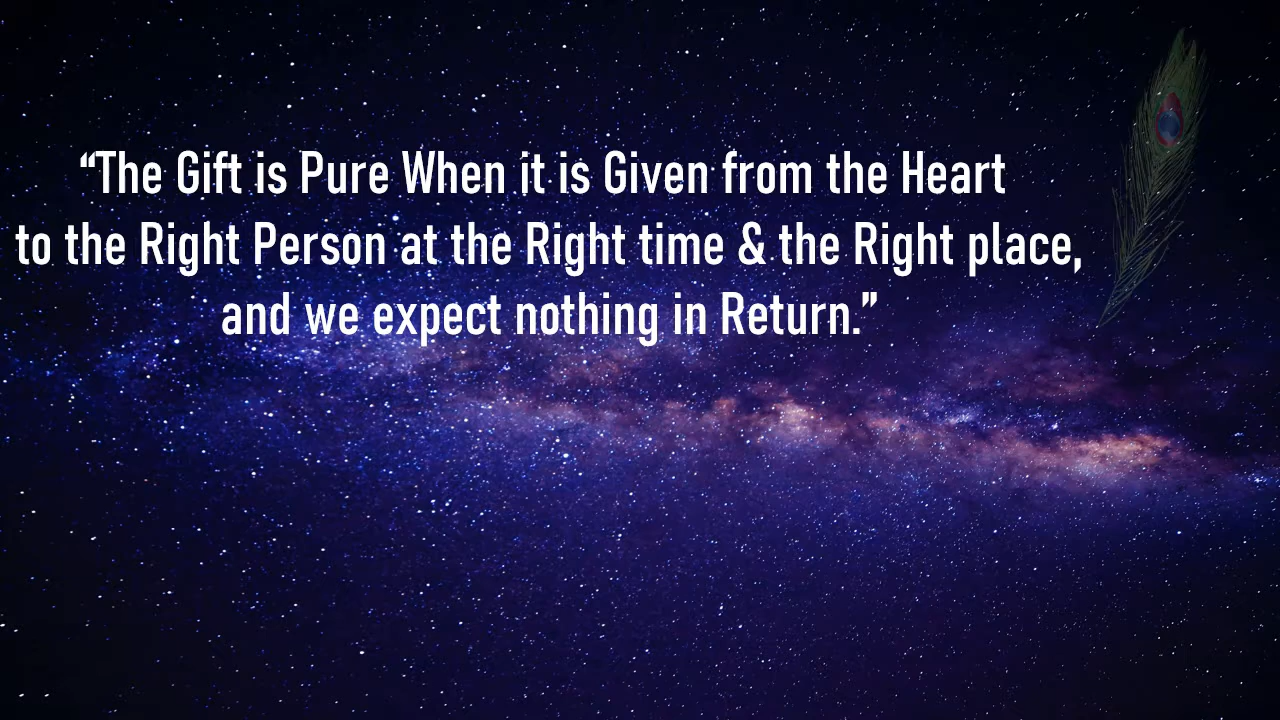 “The Gift is Pure When it is Given from the Heart
to the Right Person at the Right time & the Right place,
and we expect nothing in Return.”